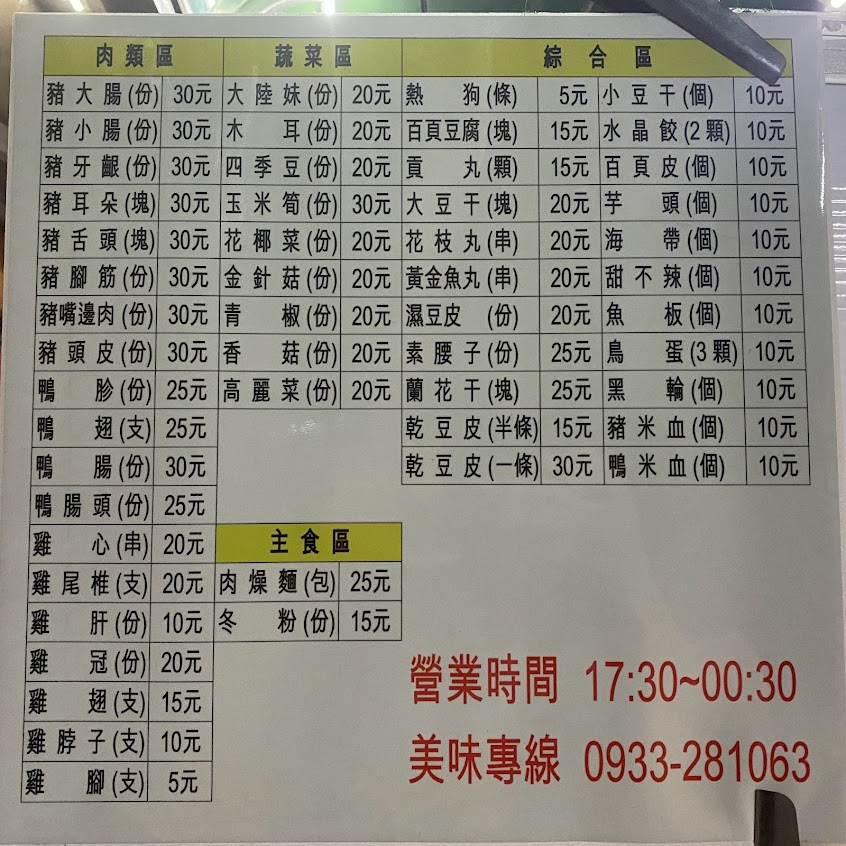 肉類區 蔬菜區 綜合區
豬大腸(份) 30元 大陸妹(份) 20元 熱狗(條) 5元 小豆干(個) 10元
豬小腸(份) 30元 木耳(份) 20元 百頁豆腐(塊) 15元 水晶餃(2顆) 10元
豬牙齦(份) 30元 四季豆(份) 20元 貢丸(顆) 15元 百頁皮(個) 10元
豬耳朵(塊) 30元 玉米筍(份) 30元 大豆干(塊) 20元 芋頭(個) 10元
豬舌頭(塊) 30元 花椰菜(份) 20元 花枝丸(串) 20元 海帶(個) 10元
豬腳筋(份) 30元 金針菇(份) 20元 黃金魚丸(串) 20元 甜不辣(個) 10元
豬嘴邊肉(份) 30元 青椒(份) 20元 濕豆皮(份) 20元 魚板(個) 10元
豬頭皮(份) 30元 香菇(份) 20元 素腰子(份) 25元 鳥蛋(3顆) 10元
鴨胗(份) 25元 高麗菜(份) 20元 蘭花干(塊) 25元 黑輪(個) 10元
鴨翅(支) 25元 乾豆皮(半條) 15元 豬米血(個) 10元
鴨腸(份) 30元 乾豆皮(一條) 30元 鴨米血(個) 10元
鴨腸頭(份) 25元
雞心(串) 20元 主食區
雞尾椎(支) 20元 肉燥麵(包) 25元
雞肝(份) 10元 冬粉(份) 15元
雞冠(份) 20元
雞翅(支) 15元
雞脖子(支) 10元
雞腳(支) 5元
營業時間 17:30~00:30
美味專線 0933-281063